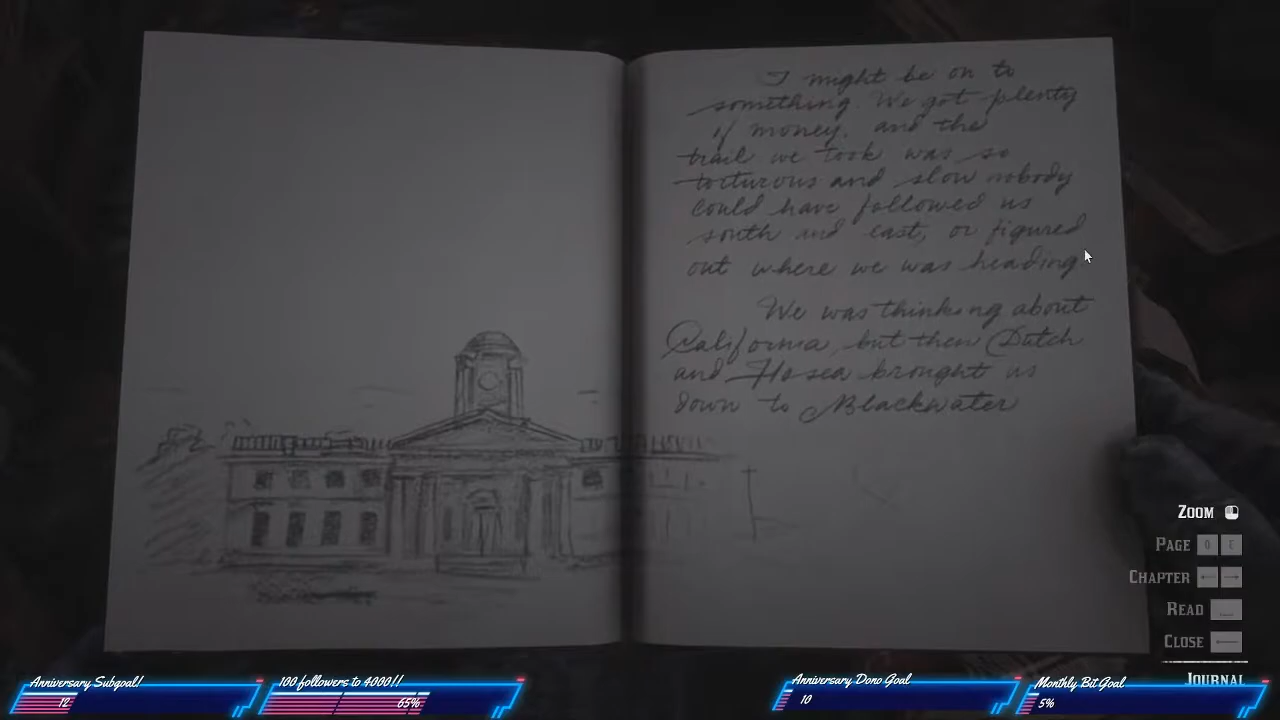 I might be on to
something. We got plenty
of money. and the
trail we took was so
torturous and slow nobody
could have followed us
south and east, or figured
out where we was heading.
We was thinking about
California, but then Dutch
and Hosea brought us
down to Blackwater
ZOOM
PAGE Q E
CHAPTER ← →
READ
CLOSE
JOURNAL
Anniversary Subgoal!
12
100 followers to 4000!!
65%
Anniversary Dono Goal
10
Monthly Bit Goal
5%